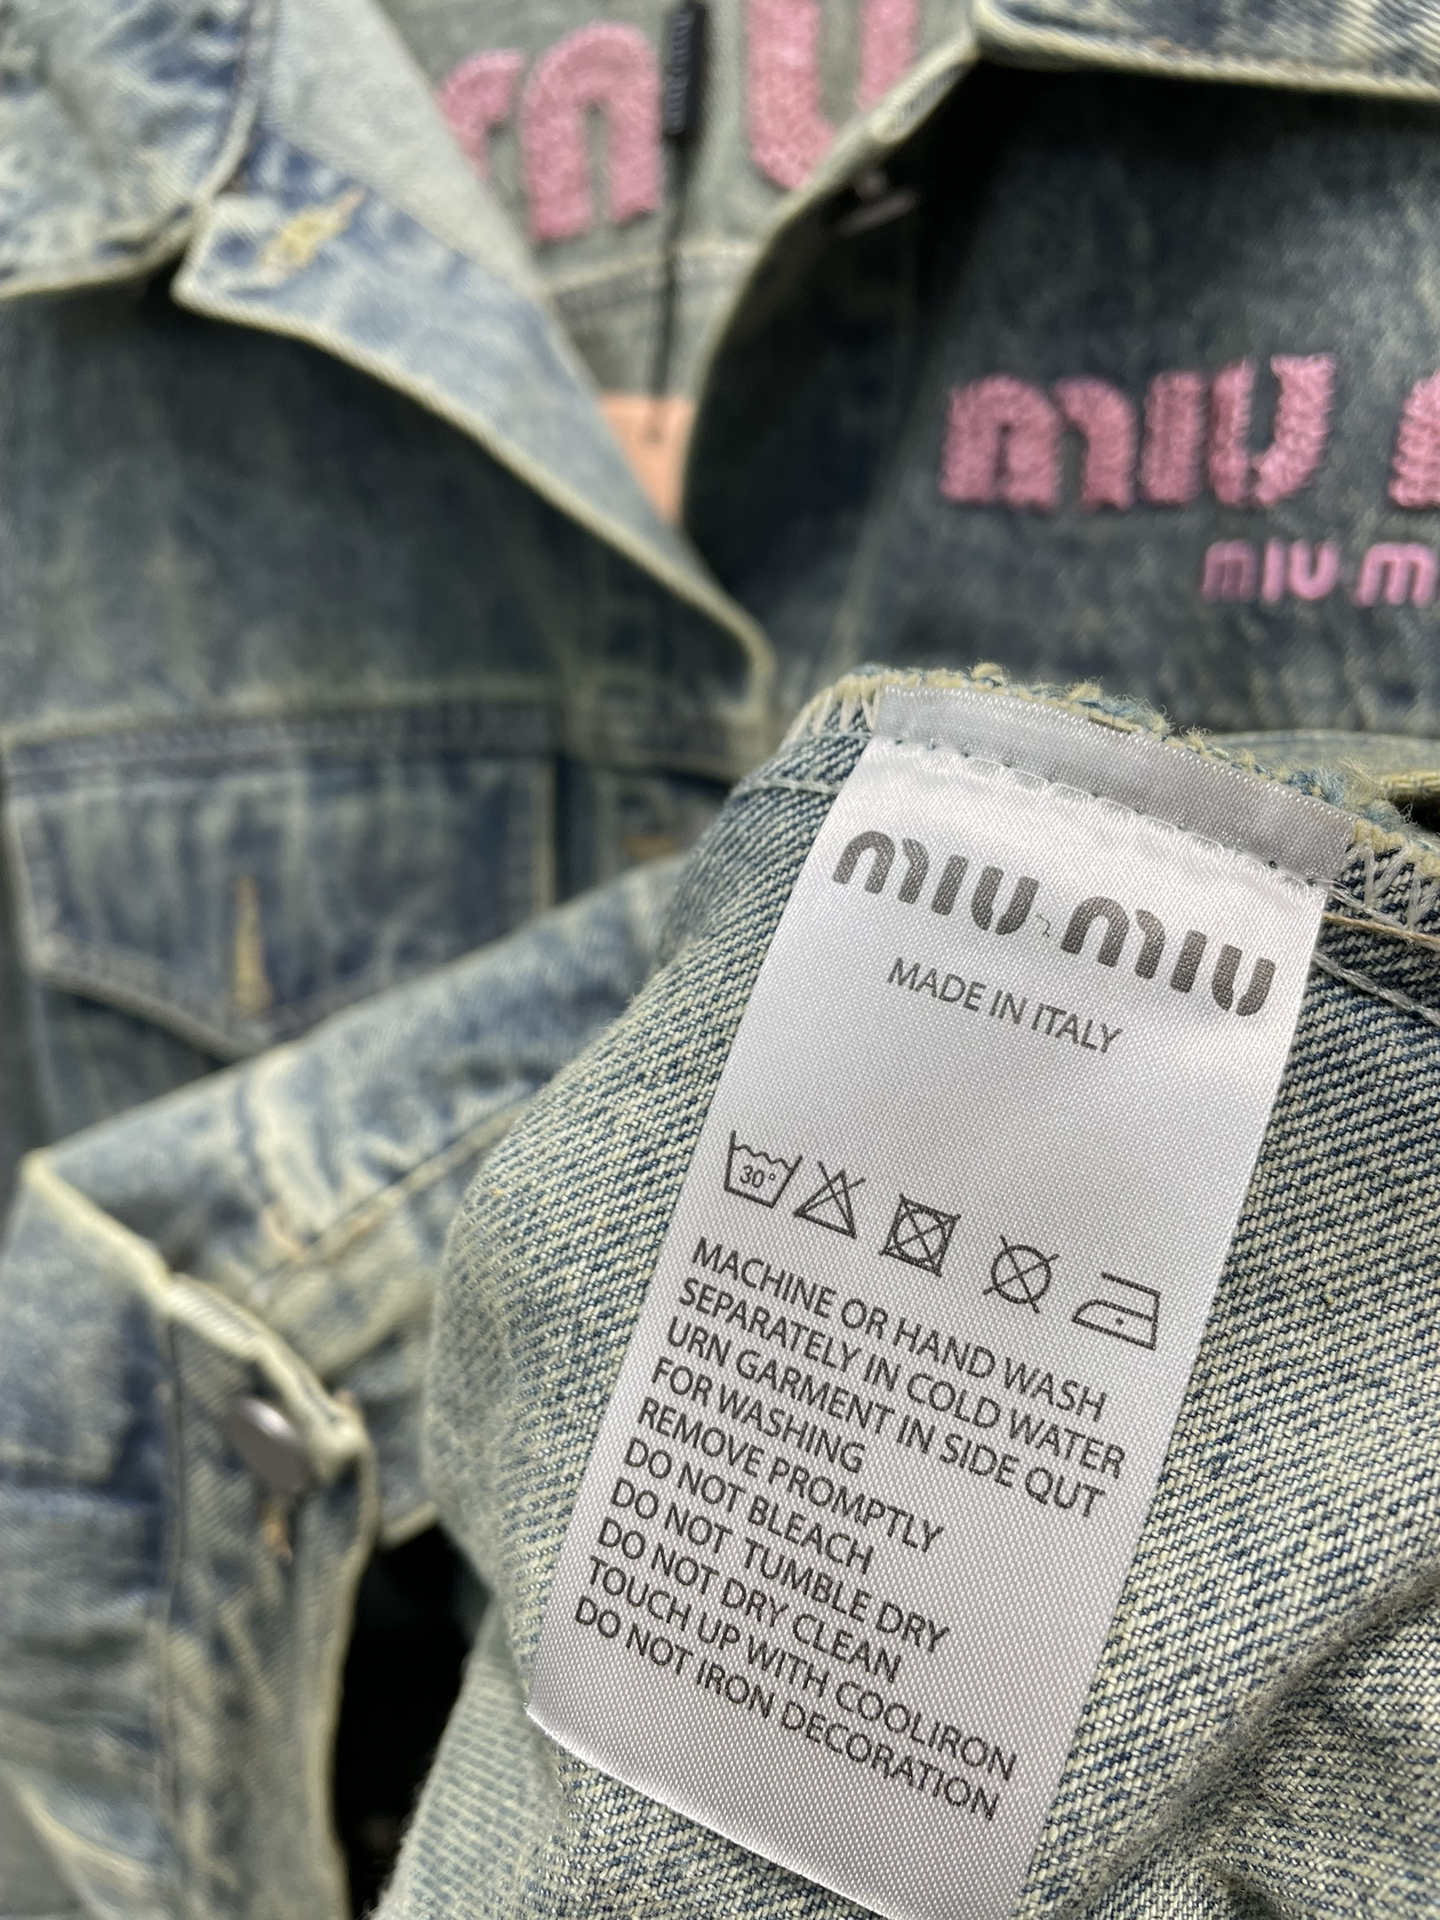 miu
miu m
miu miu
MADE IN ITALY
30°
MACHINE OR HAND WASH
SEPARATELY IN COLD WATER
URN GARMENT IN SIDE QUT
FOR WASHING
REMOVE PROMPTLY
DO NOT BLEACH
DO NOT TUMBLE DRY
DO NOT DRY CLEAN
TOUCH UP WITH COOLIRON
DO NOT IRON DECORATION